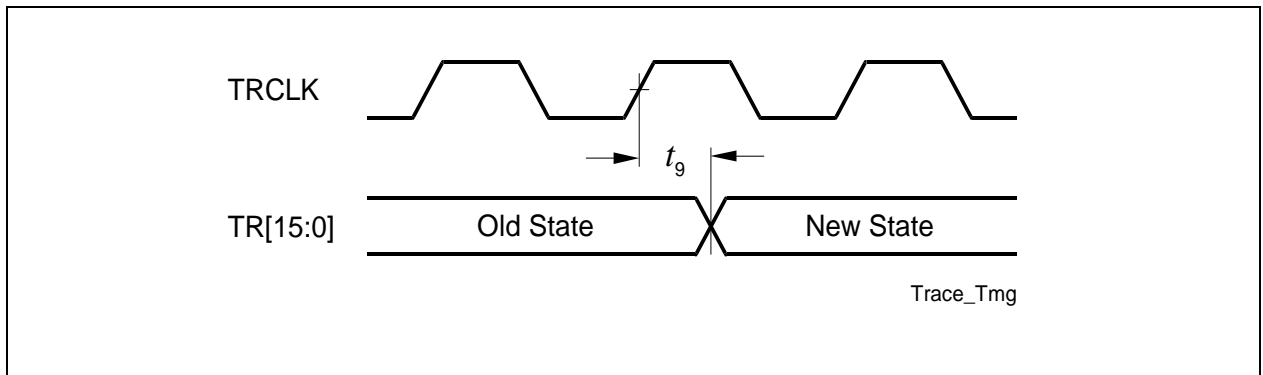 TRCLK
t9
TR[15:0]
Old State
New State
Trace_Tmg